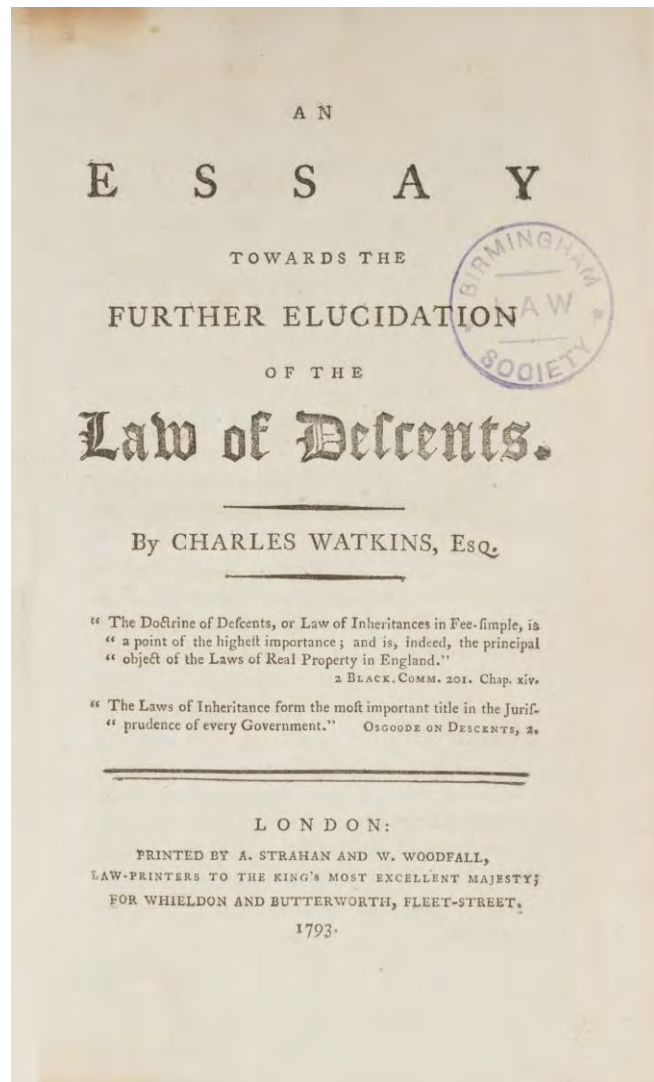 AN
ESSAY
TOWARDS THE
FURTHER ELUCIDATION
OF THE
Law of Deſcents.
By CHARLES WATKINS, Esq.
“ The Doctrine of Deſcents, or Law of Inheritances in Fee-ſimple, is
“ a point of the higheſt importance; and is, indeed, the principal
“ object of the Laws of Real Property in England.”
2 BLACK. COMM. 201. Chap. xiv.
“ The Laws of Inheritance form the moſt important title in the Juriſ-
“ prudence of every Government.” OSGOODE ON DESCENTS, 2.
LONDON:
PRINTED BY A. STRAHAN AND W. WOODFALL,
LAW-PRINTERS TO THE KING'S MOST EXCELLENT MAJESTY;
FOR WHIELDON AND BUTTERWORTH, FLEET-STREET.
1793.
BIRMINGHAM
LAW
SOCIETY